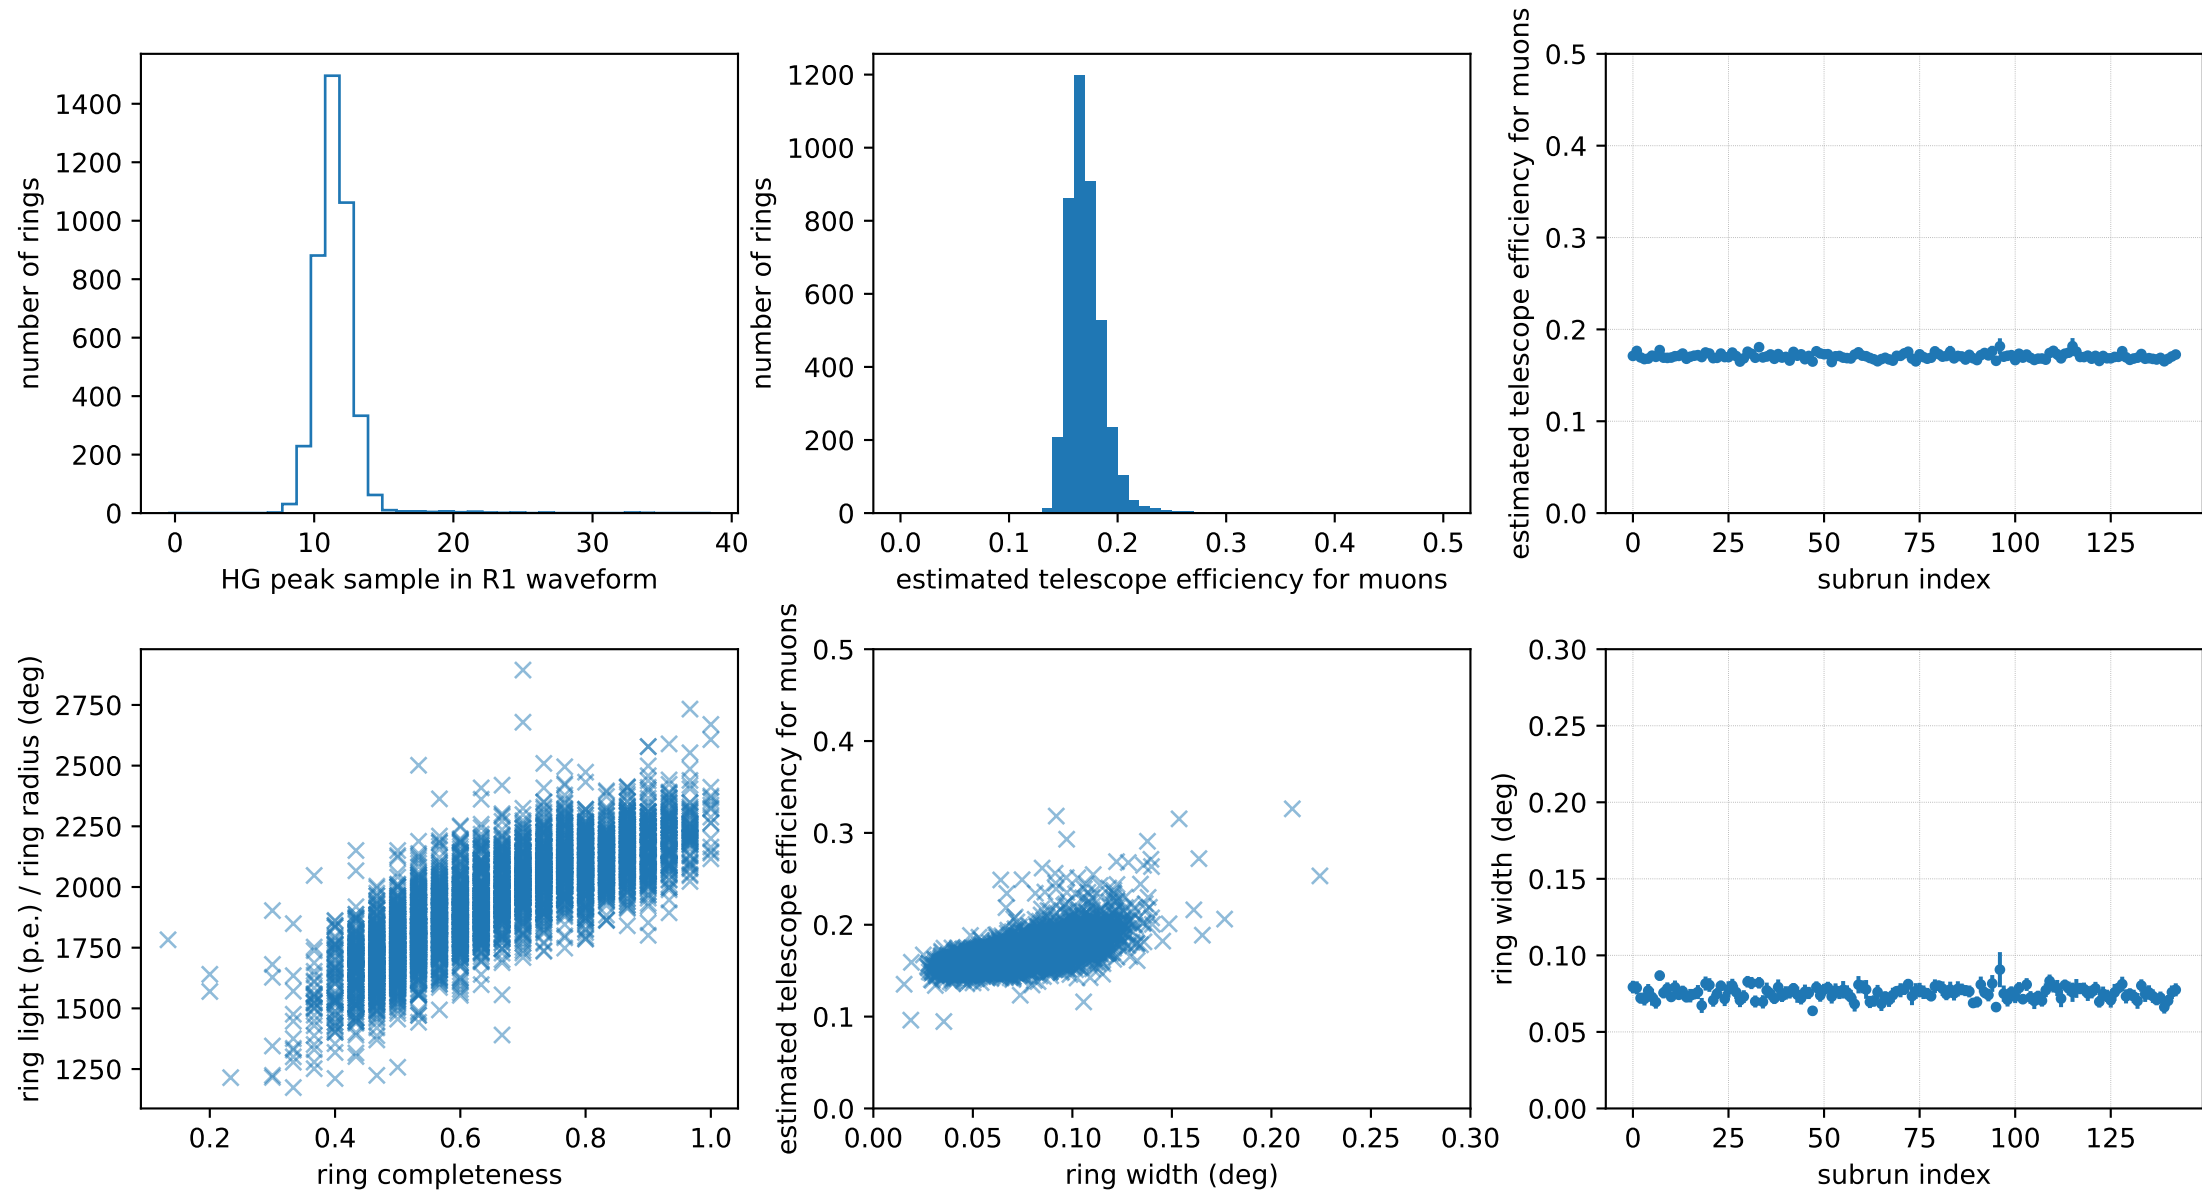 number of rings
1400
1200
1000
800
600
400
200
0
0 10 20 30 40
HG peak sample in R1 waveform
number of rings
1200
1000
800
600
400
200
0
0.0 0.1 0.2 0.3 0.4 0.5
estimated telescope efficiency for muons
estimated telescope efficiency for muons
0.5
0.4
0.3
0.2
0.1
0.0
0 25 50 75 100 125
subrun index
ring light (p.e.) / ring radius (deg)
2750
2500
2250
2000
1750
1500
1250
0.2 0.4 0.6 0.8 1.0
ring completeness
estimated telescope efficiency for muons
0.5
0.4
0.3
0.2
0.1
0.0
0.00 0.05 0.10 0.15 0.20 0.25 0.30
ring width (deg)
ring width (deg)
0.30
0.25
0.20
0.15
0.10
0.05
0.00
0 25 50 75 100 125
subrun index